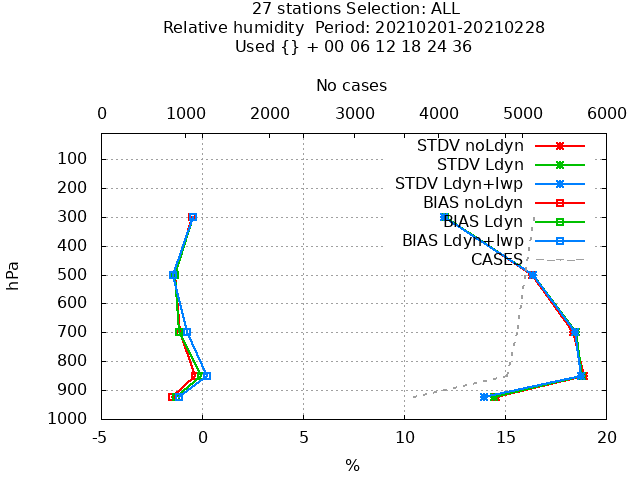 27 stations Selection: ALL
Relative humidity  Period: 20210201-20210228
Used {} + 00 06 12 18 24 36
No cases
0 1000 2000 3000 4000 5000 6000
STDV noLdyn
STDV Ldyn
STDV Ldyn+lwp
BIAS noLdyn
BIAS Ldyn
BIAS Ldyn+lwp
CASES
100
200
300
400
500
600
700
800
900
1000
hPa
-5 0 5 10 15 20
%